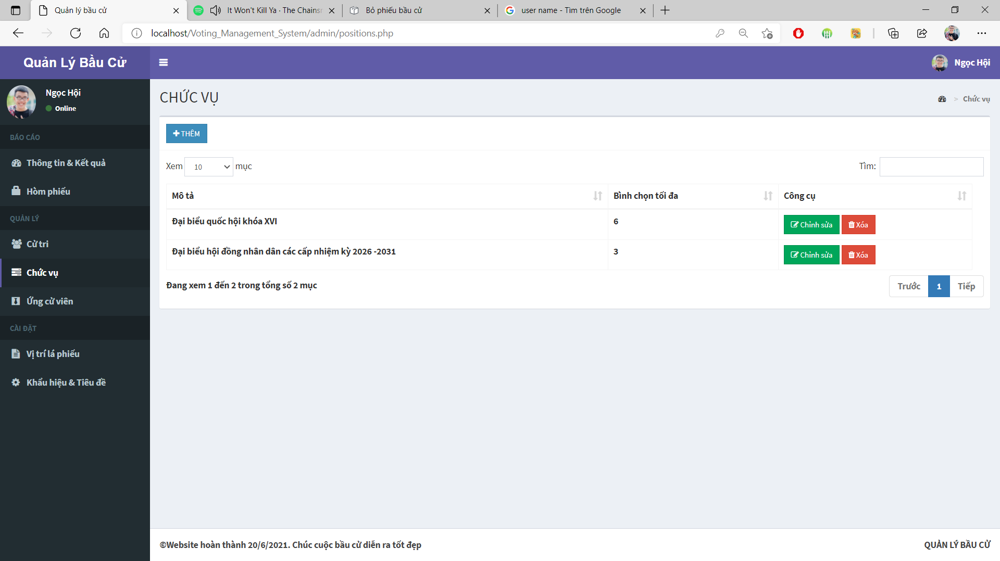 Quản lý bầu cử
It Won't Kill Ya · The Chainsm
Bỏ phiếu bầu cử
user name - Tìm trên Google
localhost/Voting_Management_System/admin/positions.php
Quản Lý Bầu Cử
Ngọc Hội
Ngọc Hội
Online
BÁO CÁO
Thông tin & Kết quả
Hòm phiếu
QUẢN LÝ
Cử tri
Chức vụ
Ứng cử viên
CÀI ĐẶT
Vị trí lá phiếu
Khẩu hiệu & Tiêu đề
CHỨC VỤ
> Chức vụ
THÊM
Xem 10 mục
Tìm:
Mô tả Bình chọn tối đa Công cụ
Đại biểu quốc hội khóa XVI 6 Chỉnh sửa Xóa
Đại biểu hội đồng nhân dân các cấp nhiệm kỳ 2026 -2031 3 Chỉnh sửa Xóa
Đang xem 1 đến 2 trong tổng số 2 mục
Trước 1 Tiếp
©Website hoàn thành 20/6/2021. Chúc cuộc bầu cử diễn ra tốt đẹp
QUẢN LÝ BẦU CỬ